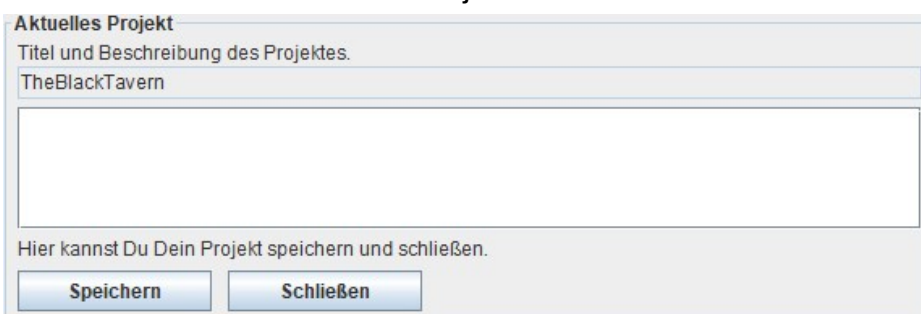 Aktuelles Projekt
Titel und Beschreibung des Projektes.
TheBlackTavern
Hier kannst Du Dein Projekt speichern und schließen.
Speichern Schließen